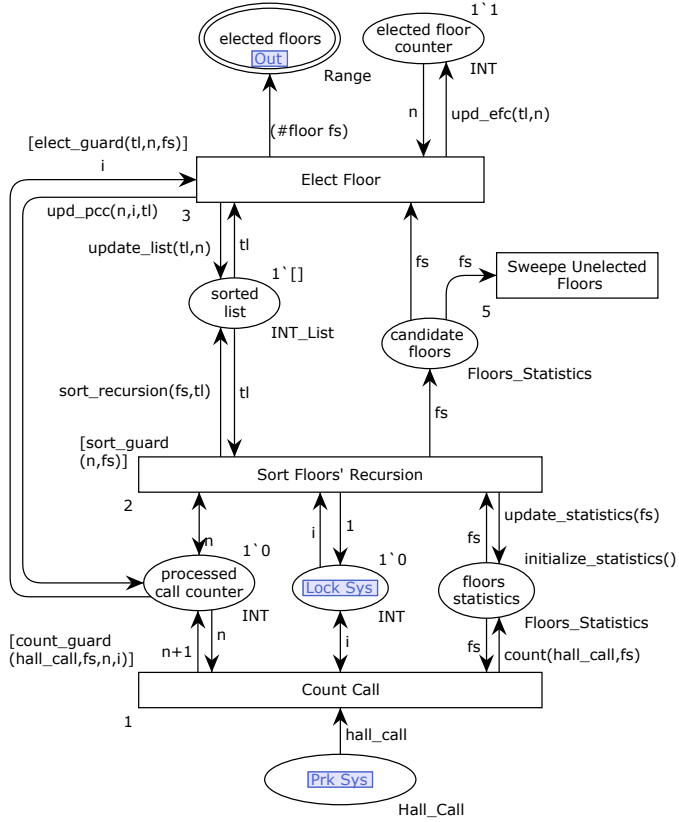 1`1
elected floors
Out
elected floor
counter
Range
INT
n
upd_efc(tl,n)
(#floor fs)
[elect_guard(tl,n,fs)]
i
Elect Floor
upd_pcc(n,i,tl)
3
update_list(tl,n)
tl
fs
fs
Sweepe Unelected
Floors
1`[]
sorted
list
5
INT_List
candidate
floors
Floors_Statistics
sort_recursion(fs,tl)
tl
fs
[sort_guard
(n,fs)]
Sort Floors' Recursion
2
n
i
1
fs
update_statistics(fs)
1`0
1`0
initialize_statistics()
processed
call counter
Lock Sys
floors
statistics
INT
INT
Floors_Statistics
[count_guard
(hall_call,fs,n,i)]
n+1
n
i
fs
count(hall_call,fs)
Count Call
1
hall_call
Prk Sys
Hall_Call